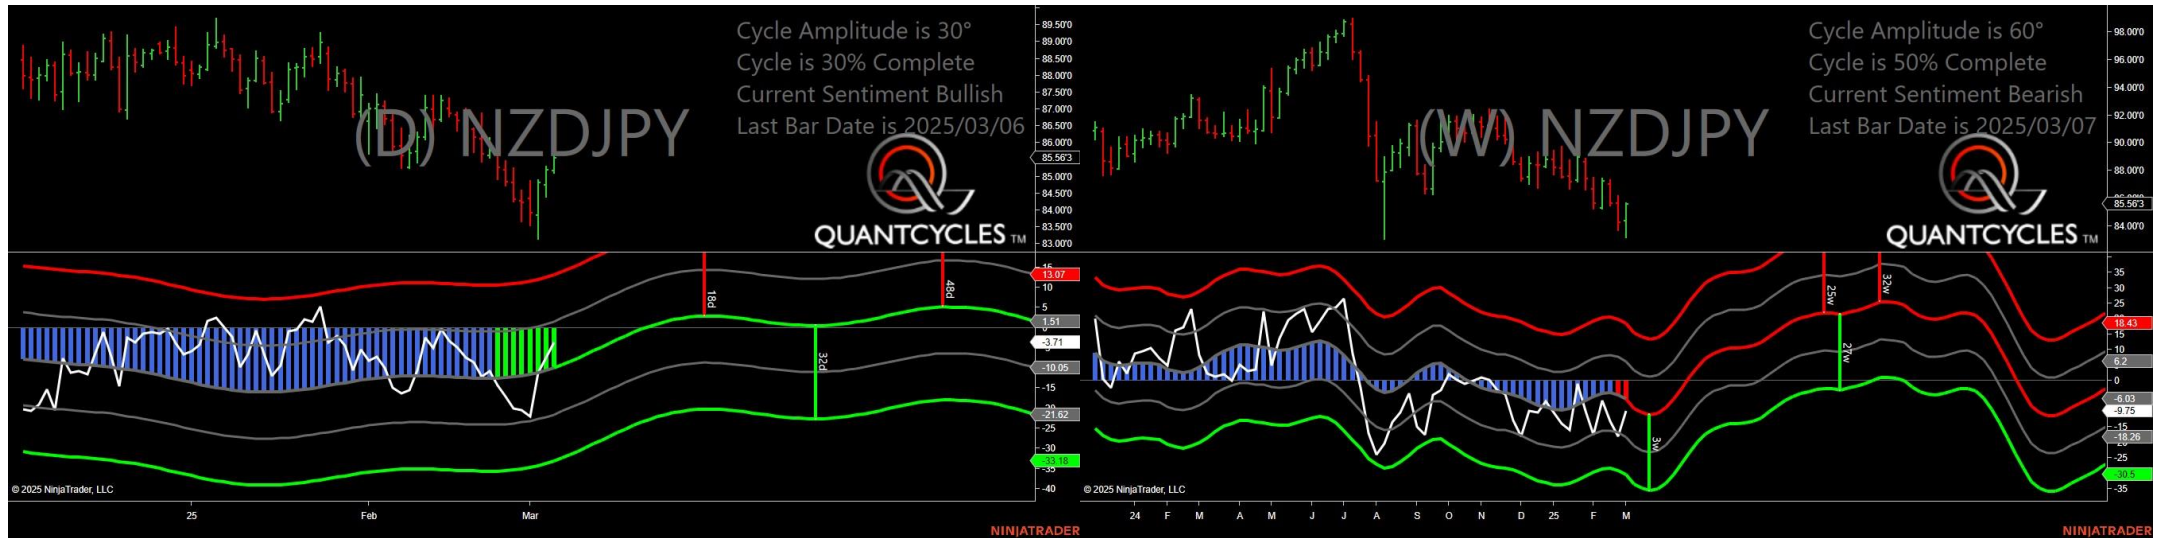 Cycle Amplitude is 30°
Cycle is 30% Complete
Current Sentiment Bullish
Last Bar Date is 2025/03/06
(D) NZDJPY
QUANTCYCLES TM
89.50'0
89.00'0
88.50'0
88.00'0
87.50'0
87.00'0
86.50'0
86.00'0
85.56'3
85.00'0
84.50'0
84.00'0
83.50'0
83.00'0
18d
48d
32d
15
13.07
10
5
1.51
-3.71
-10.05
-15
-21.62
-25
-30
-33.18
-35
-40
© 2025 NinjaTrader, LLC
25
Feb
Mar
NINJATRADER
Cycle Amplitude is 60°
Cycle is 50% Complete
Current Sentiment Bearish
Last Bar Date is 2025/03/07
(W) NZDJPY
QUANTCYCLES TM
98.00'0
96.00'0
94.00'0
92.00'0
90.00'0
88.00'0
85.56'3
84.00'0
25w
32w
27w
3w
35
30
25
18.43
15
10
6.2
0
-6.03
-9.75
-15
-18.26
-25
-30.5
-35
© 2025 NinjaTrader, LLC
24
F
M
A
M
J
J
A
S
O
N
D
25
F
M
NINJATRADER